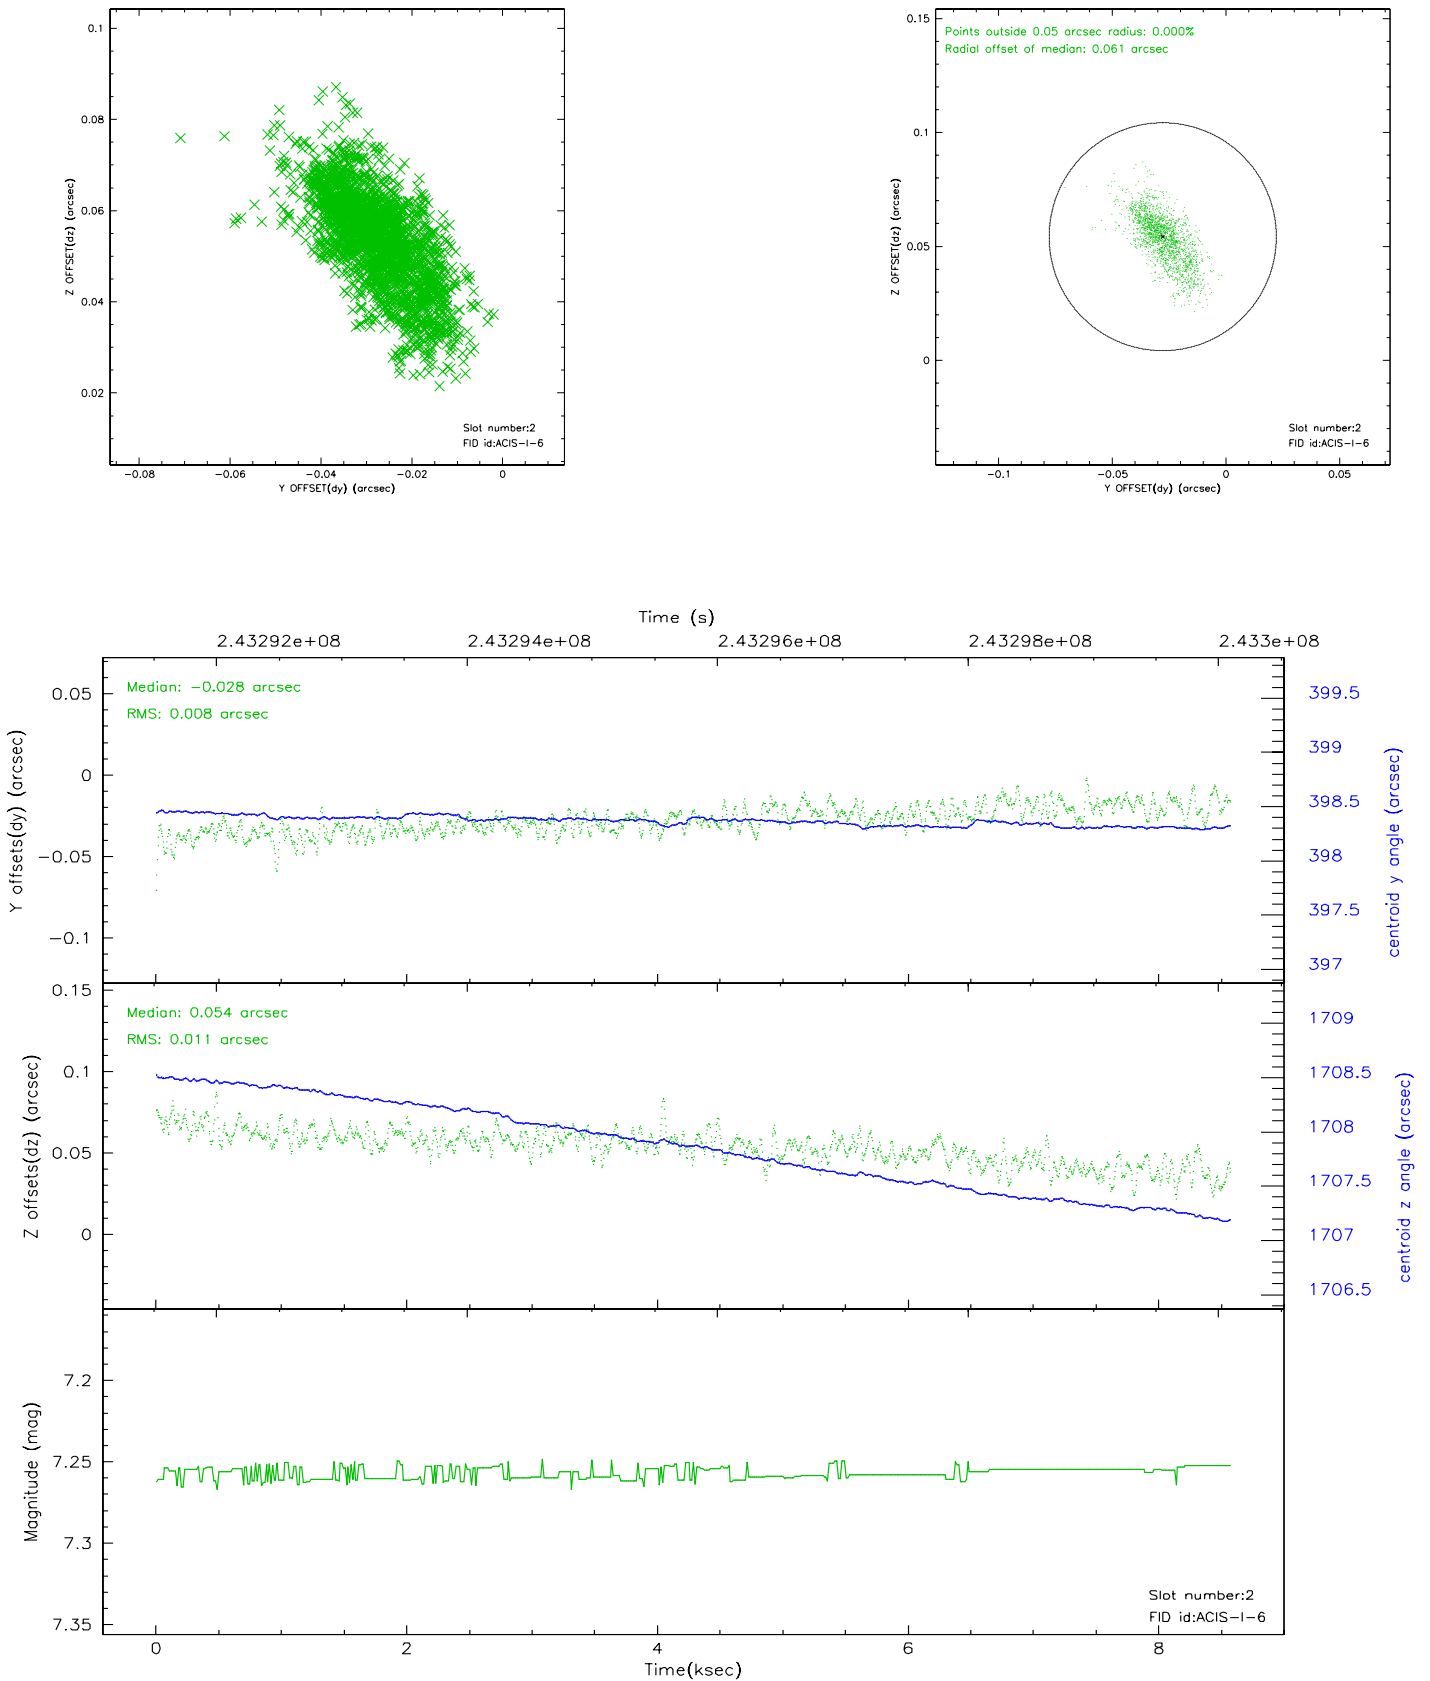 0.1
0.08
0.06
0.04
0.02
Z OFFSET(dz) (arcsec)
Slot number:2
FID id:ACIS-I-6
-0.08
-0.06
-0.04
-0.02
0
Y OFFSET(dy) (arcsec)
Points outside 0.05 arcsec radius: 0.000%
Radial offset of median: 0.061 arcsec
0.15
0.1
0.05
0
Z OFFSET(dz) (arcsec)
Slot number:2
FID id:ACIS-I-6
-0.1
-0.05
0
0.05
Y OFFSET(dy) (arcsec)
Time (s)
2.43292e+08
2.43294e+08
2.43296e+08
2.43298e+08
2.433e+08
Median: -0.028 arcsec
RMS: 0.008 arcsec
0.05
0
-0.05
-0.1
Y offsets(dy) (arcsec)
399.5
399
398.5
398
397.5
397
centroid y angle (arcsec)
Median: 0.054 arcsec
RMS: 0.011 arcsec
0.15
0.1
0.05
0
Z offsets(dz) (arcsec)
1709
1708.5
1708
1707.5
1707
1706.5
centroid z angle (arcsec)
7.2
7.25
7.3
7.35
Magnitude (mag)
Slot number:2
FID id:ACIS-I-6
0
2
4
6
8
Time(ksec)